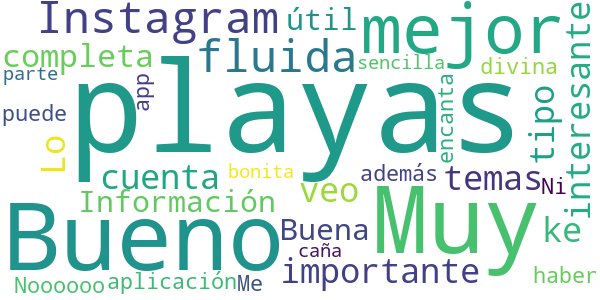 Instagram útil mejor
completa fluida interesante
parte app sencilla divina
puede playas encanta tipo
Lo cuenta veo además temas Ni
bonita
Información
Bueno Buena Muy ke
caña
importante
Noooooo aplicación Me haber